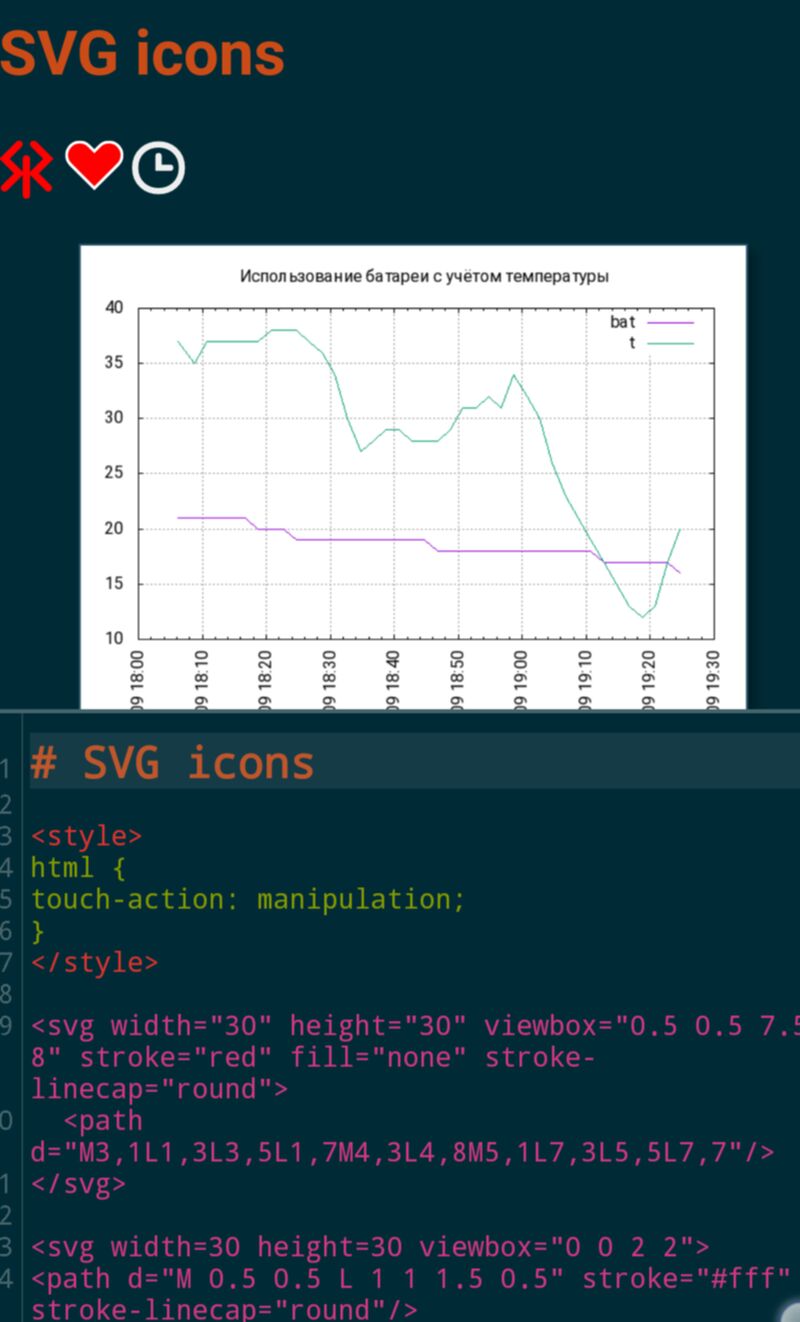 SVG icons
Использование батареи с учётом температуры
bat
t
40
35
30
25
20
15
10
09 18:00
09 18:10
09 18:20
09 18:30
09 18:40
09 18:50
09 19:00
09 19:10
09 19:20
09 19:30
1 # SVG icons
2
3 <style>
4 html {
5 touch-action: manipulation;
6 }
7 </style>
8
9 <svg width="30" height="30" viewbox="0.5 0.5 7.5
8" stroke="red" fill="none" stroke-
linecap="round">
0 <path
d="M3,1L1,3L3,5L1,7M4,3L4,8M5,1L7,3L5,5L7,7"/>
1 </svg>
2
3 <svg width=30 height=30 viewbox="0 0 2 2">
4 <path d="M 0.5 0.5 L 1 1 1.5 0.5" stroke="#fff"
stroke-linecap="round"/>